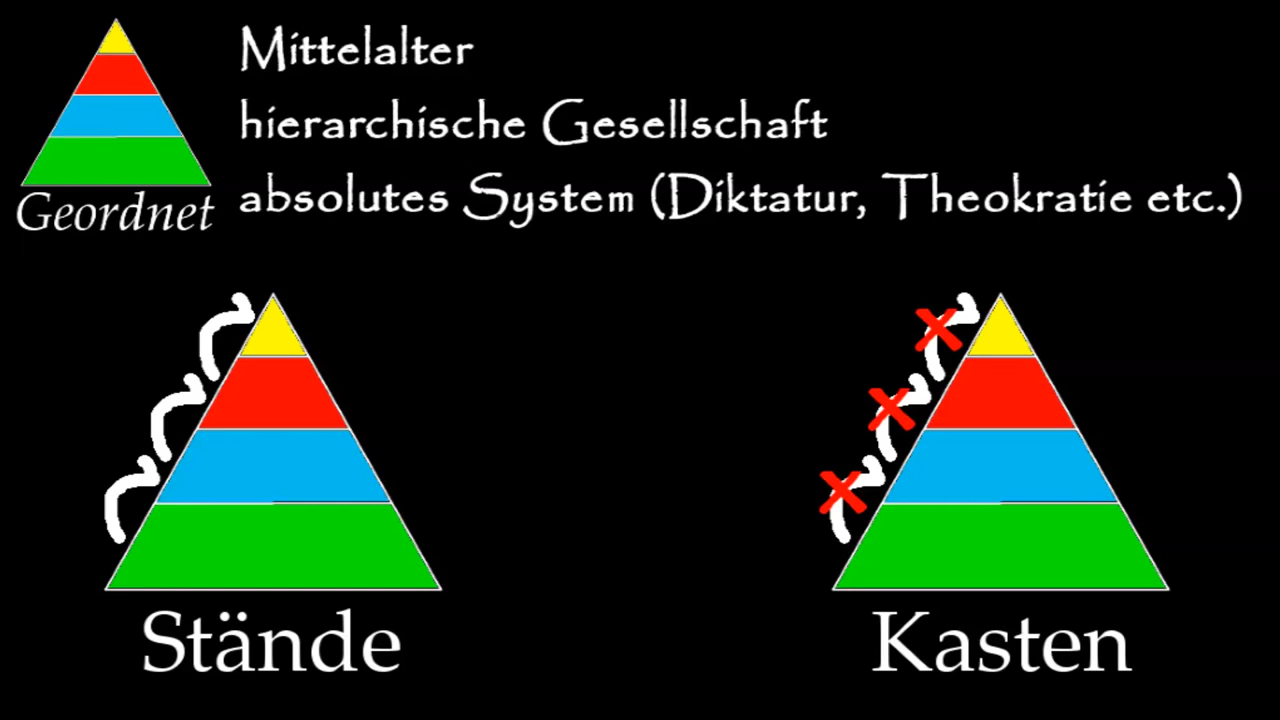 Mittelalter
hierarchische Gesellschaft
absolutes System (Diktatur, Theokratie etc.)
Geordnet
Stände
Kasten